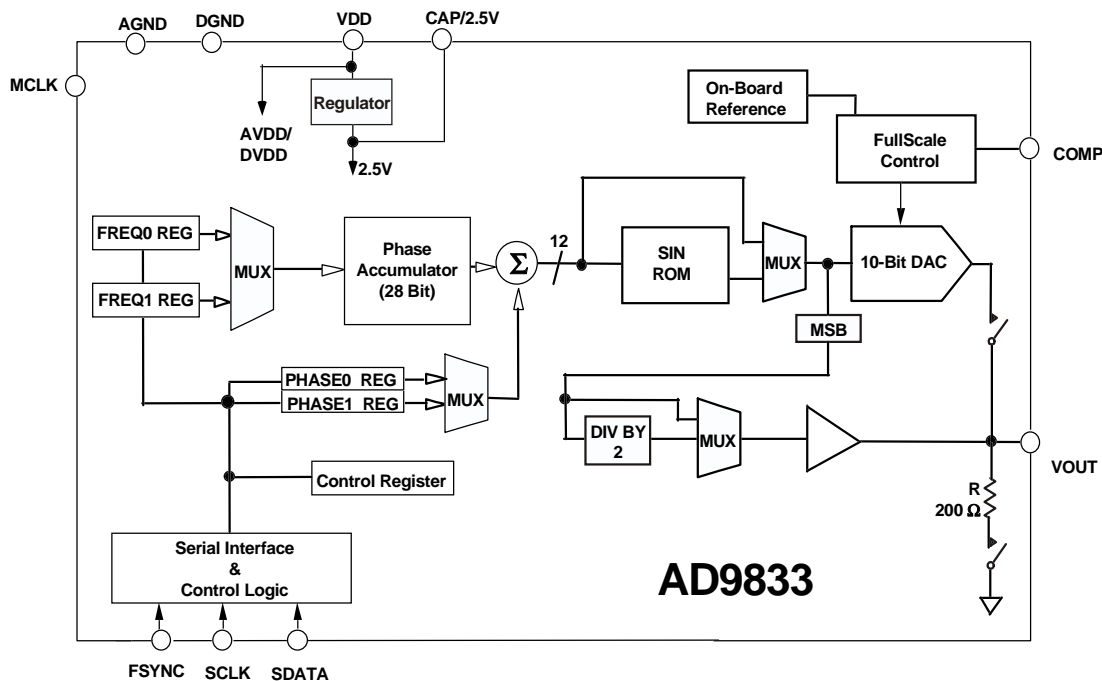 AGND
DGND
VDD
CAP/2.5V
MCLK
Regulator
AVDD/
DVDD
2.5V
On-Board
Reference
FullScale
Control
COMP
FREQ0 REG
FREQ1 REG
MUX
Phase
Accumulator
(28 Bit)
Σ
12
SIN
ROM
MUX
10-Bit DAC
MSB
PHASE0 REG
PHASE1 REG
MUX
DIV BY
2
MUX
VOUT
R
200 Ω
Control Register
Serial Interface
&
Control Logic
AD9833
FSYNC
SCLK
SDATA